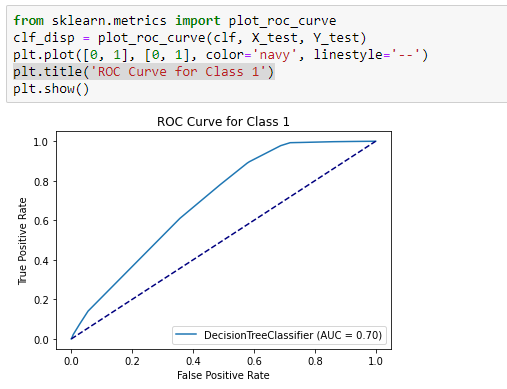 from sklearn.metrics import plot_roc_curve
clf_disp = plot_roc_curve(clf, X_test, Y_test)
plt.plot([0, 1], [0, 1], color='navy', linestyle='--')
plt.title('ROC Curve for Class 1')
plt.show()
ROC Curve for Class 1
1.0
0.8
0.6
0.4
0.2
0.0
True Positive Rate
DecisionTreeClassifier (AUC = 0.70)
0.0 0.2 0.4 0.6 0.8 1.0
False Positive Rate